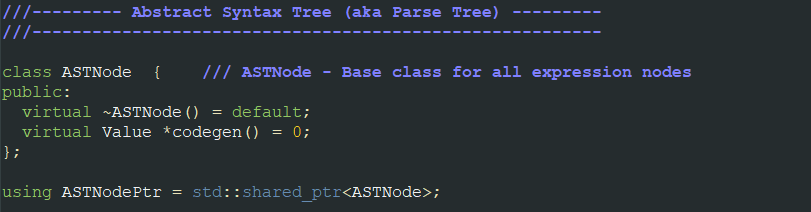 ///--------- Abstract Syntax Tree (aka Parse Tree) ---------
///---------------------------------------------------------
class ASTNode  {    /// ASTNode - Base class for all expression nodes
public:
  virtual ~ASTNode() = default;
  virtual Value *codegen() = 0;
};
using ASTNodePtr = std::shared_ptr<ASTNode>;